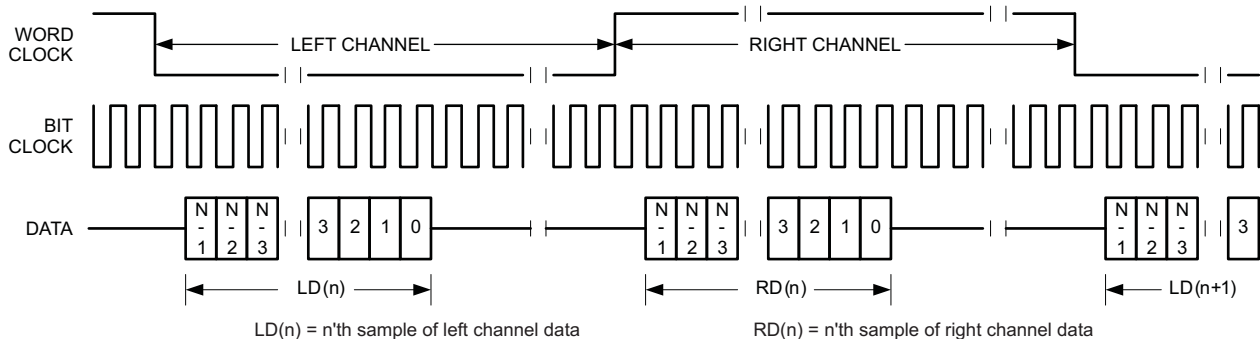 WORD
CLOCK
LEFT CHANNEL
RIGHT CHANNEL
BIT
CLOCK
DATA
N
-
1
N
-
2
N
-
3
3 2 1 0
N
-
1
N
-
2
N
-
3
3 2 1 0
N
-
1
N
-
2
N
-
3
3
LD(n)
RD(n)
LD(n+1)
LD(n) = n'th sample of left channel data
RD(n) = n'th sample of right channel data